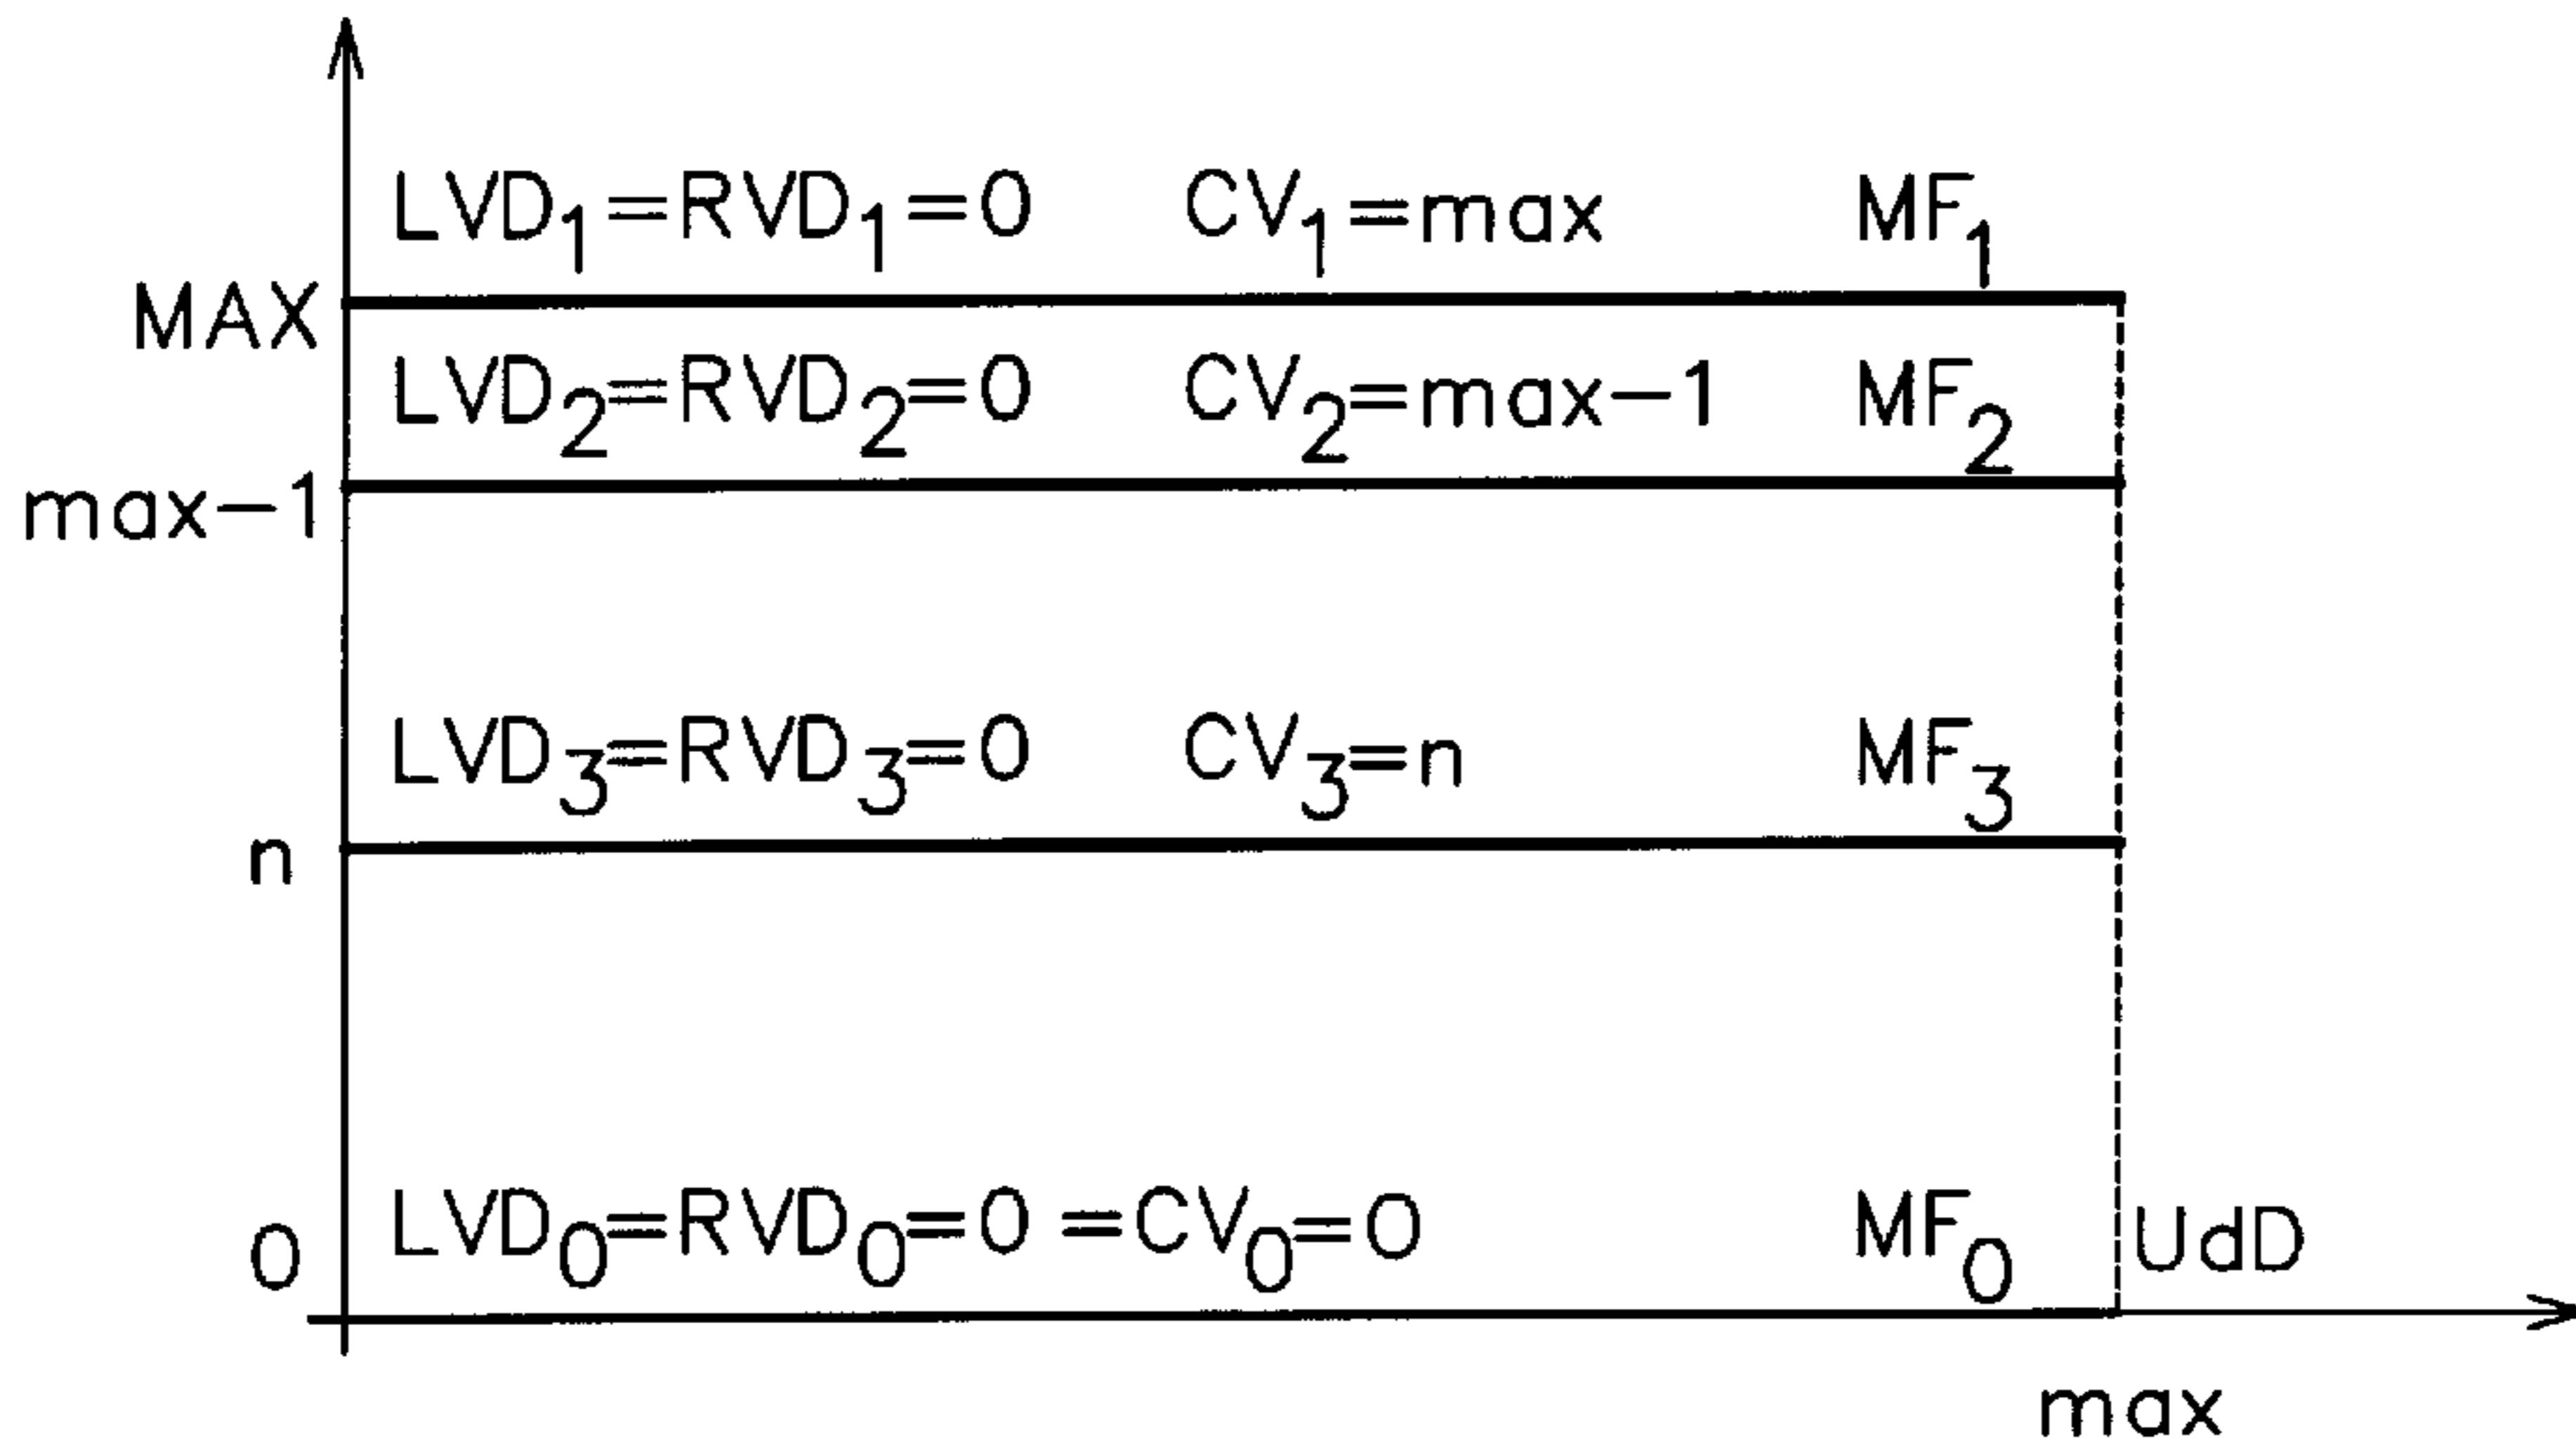 LVD₁=RVD₁=0 CV₁=max MF₁
MAX
LVD₂=RVD₂=0 CV₂=max-1 MF₂
max-1
LVD₃=RVD₃=0 CV₃=n MF₃
n
LVD₀=RVD₀=0 =CV₀=0 MF₀ UdD
0
max